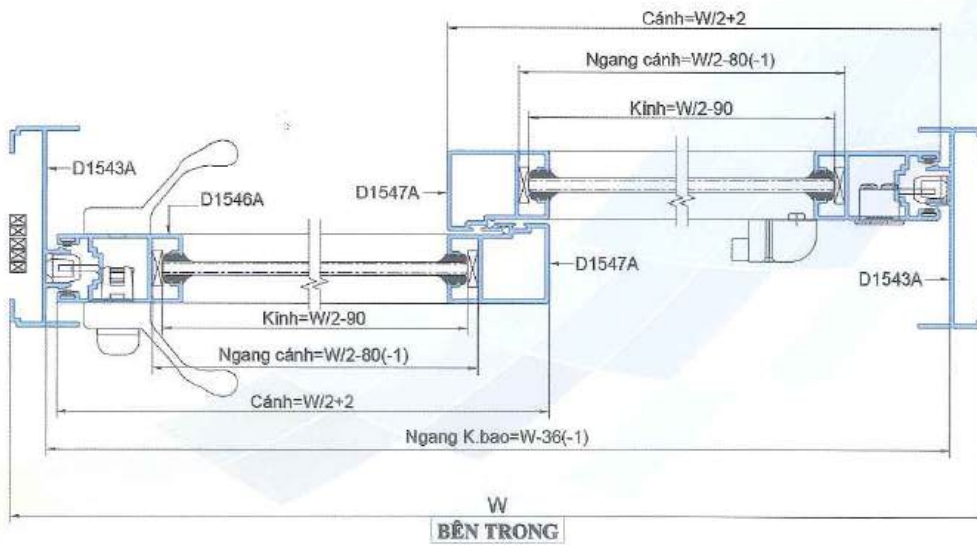 Cánh=W/2+2
Ngang cánh=W/2-80(-1)
Kính=W/2-90
D1543A
D1547A
D1546A
D1547A
D1543A
Kính=W/2-90
Ngang cánh=W/2-80(-1)
Cánh=W/2+2
Ngang K.bao=W-36(-1)
W
BÊN TRONG